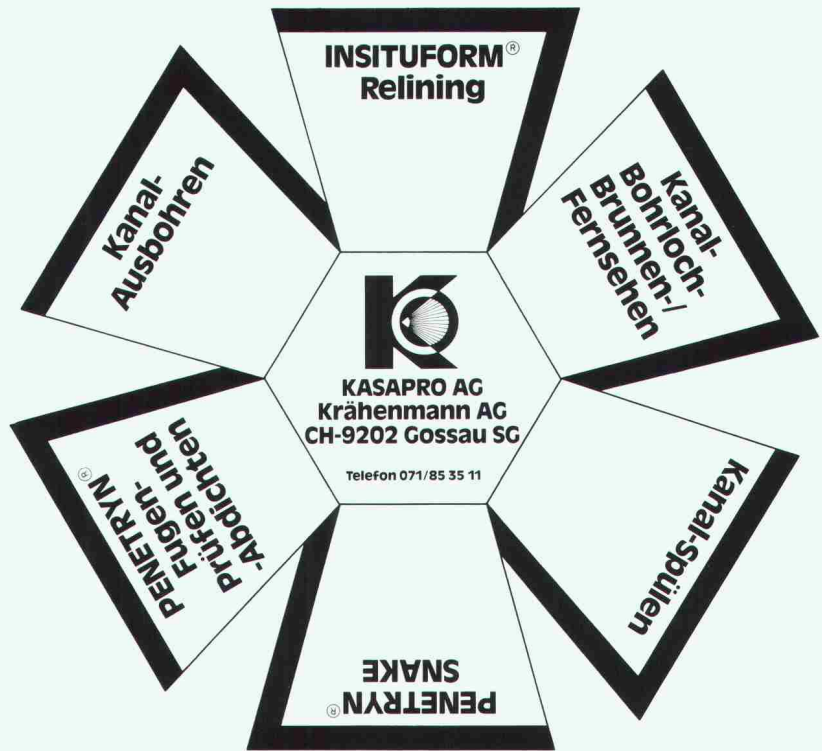 INSITUFORM®
Relining
Kanal-
Bohrloch-
Brunnen-/
Fernsehen
Kanal-Spülen
PENETRYN®
SNAKE
PENETRYN®
Fugen-
Prüfen und
-Abdichten
Kanal-
Ausbohren
KASAPRO AG
Krähenmann AG
CH-9202 Gossau SG
Telefon 071/85 35 11